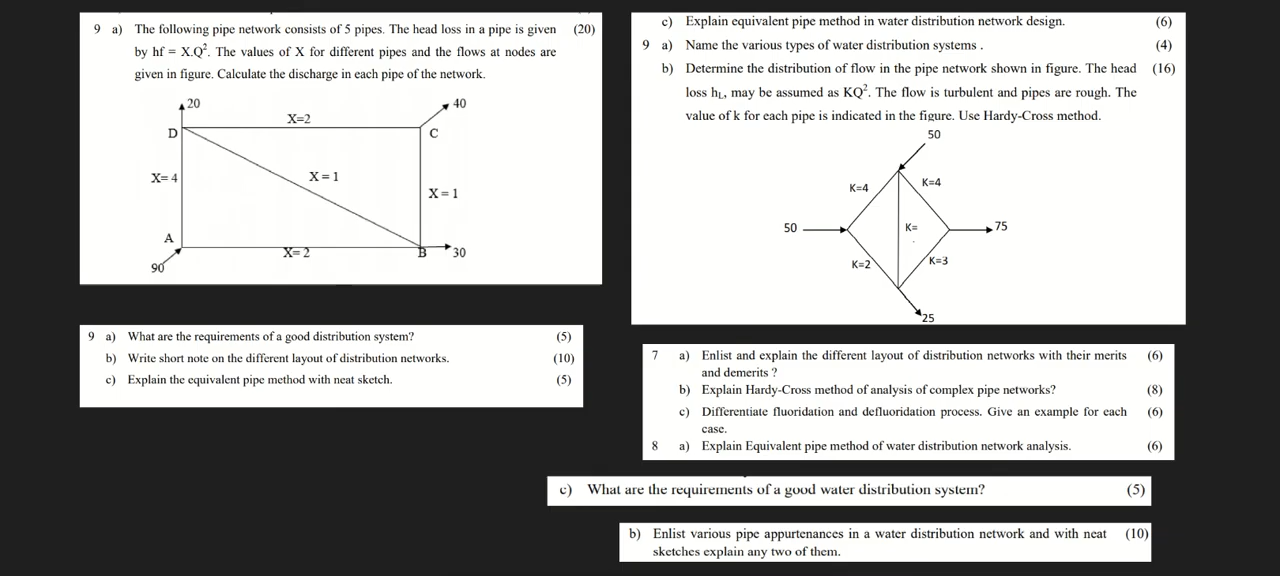 9 a) The following pipe network consists of 5 pipes. The head loss in a pipe is given (20)
by hf = X.Q². The values of X for different pipes and the flows at nodes are
given in figure. Calculate the discharge in each pipe of the network.
20
40
X=2
D
C
X= 4
X = 1
X = 1
A
X= 2
B
30
90
9 a) What are the requirements of a good distribution system? (5)
b) Write short note on the different layout of distribution networks. (10)
c) Explain the equivalent pipe method with neat sketch. (5)
c) Explain equivalent pipe method in water distribution network design. (6)
9 a) Name the various types of water distribution systems . (4)
b) Determine the distribution of flow in the pipe network shown in figure. The head (16)
loss hL, may be assumed as KQ². The flow is turbulent and pipes are rough. The
value of k for each pipe is indicated in the figure. Use Hardy-Cross method.
50
K=4
K=4
50
K=
75
K=2
K=3
25
7 a) Enlist and explain the different layout of distribution networks with their merits (6)
and demerits ?
b) Explain Hardy-Cross method of analysis of complex pipe networks? (8)
c) Differentiate fluoridation and defluoridation process. Give an example for each (6)
case.
8 a) Explain Equivalent pipe method of water distribution network analysis. (6)
c) What are the requirements of a good water distribution system? (5)
b) Enlist various pipe appurtenances in a water distribution network and with neat (10)
sketches explain any two of them.